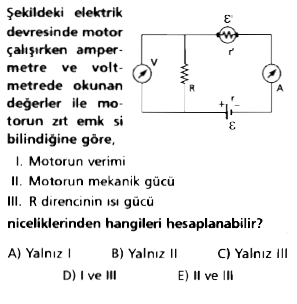 Şekildeki elektrik
devresinde motor
çalışırken amper-
metre ve volt-
metrede okunan
değerler ile mo-
torun zıt emk si
bilindiğine göre,
ε'
r'
V
R
A
+ r −
ε
I. Motorun verimi
II. Motorun mekanik gücü
III. R direncinin ısı gücü
niceliklerinden hangileri hesaplanabilir?
A) Yalnız I B) Yalnız II C) Yalnız III
D) I ve III E) II ve III